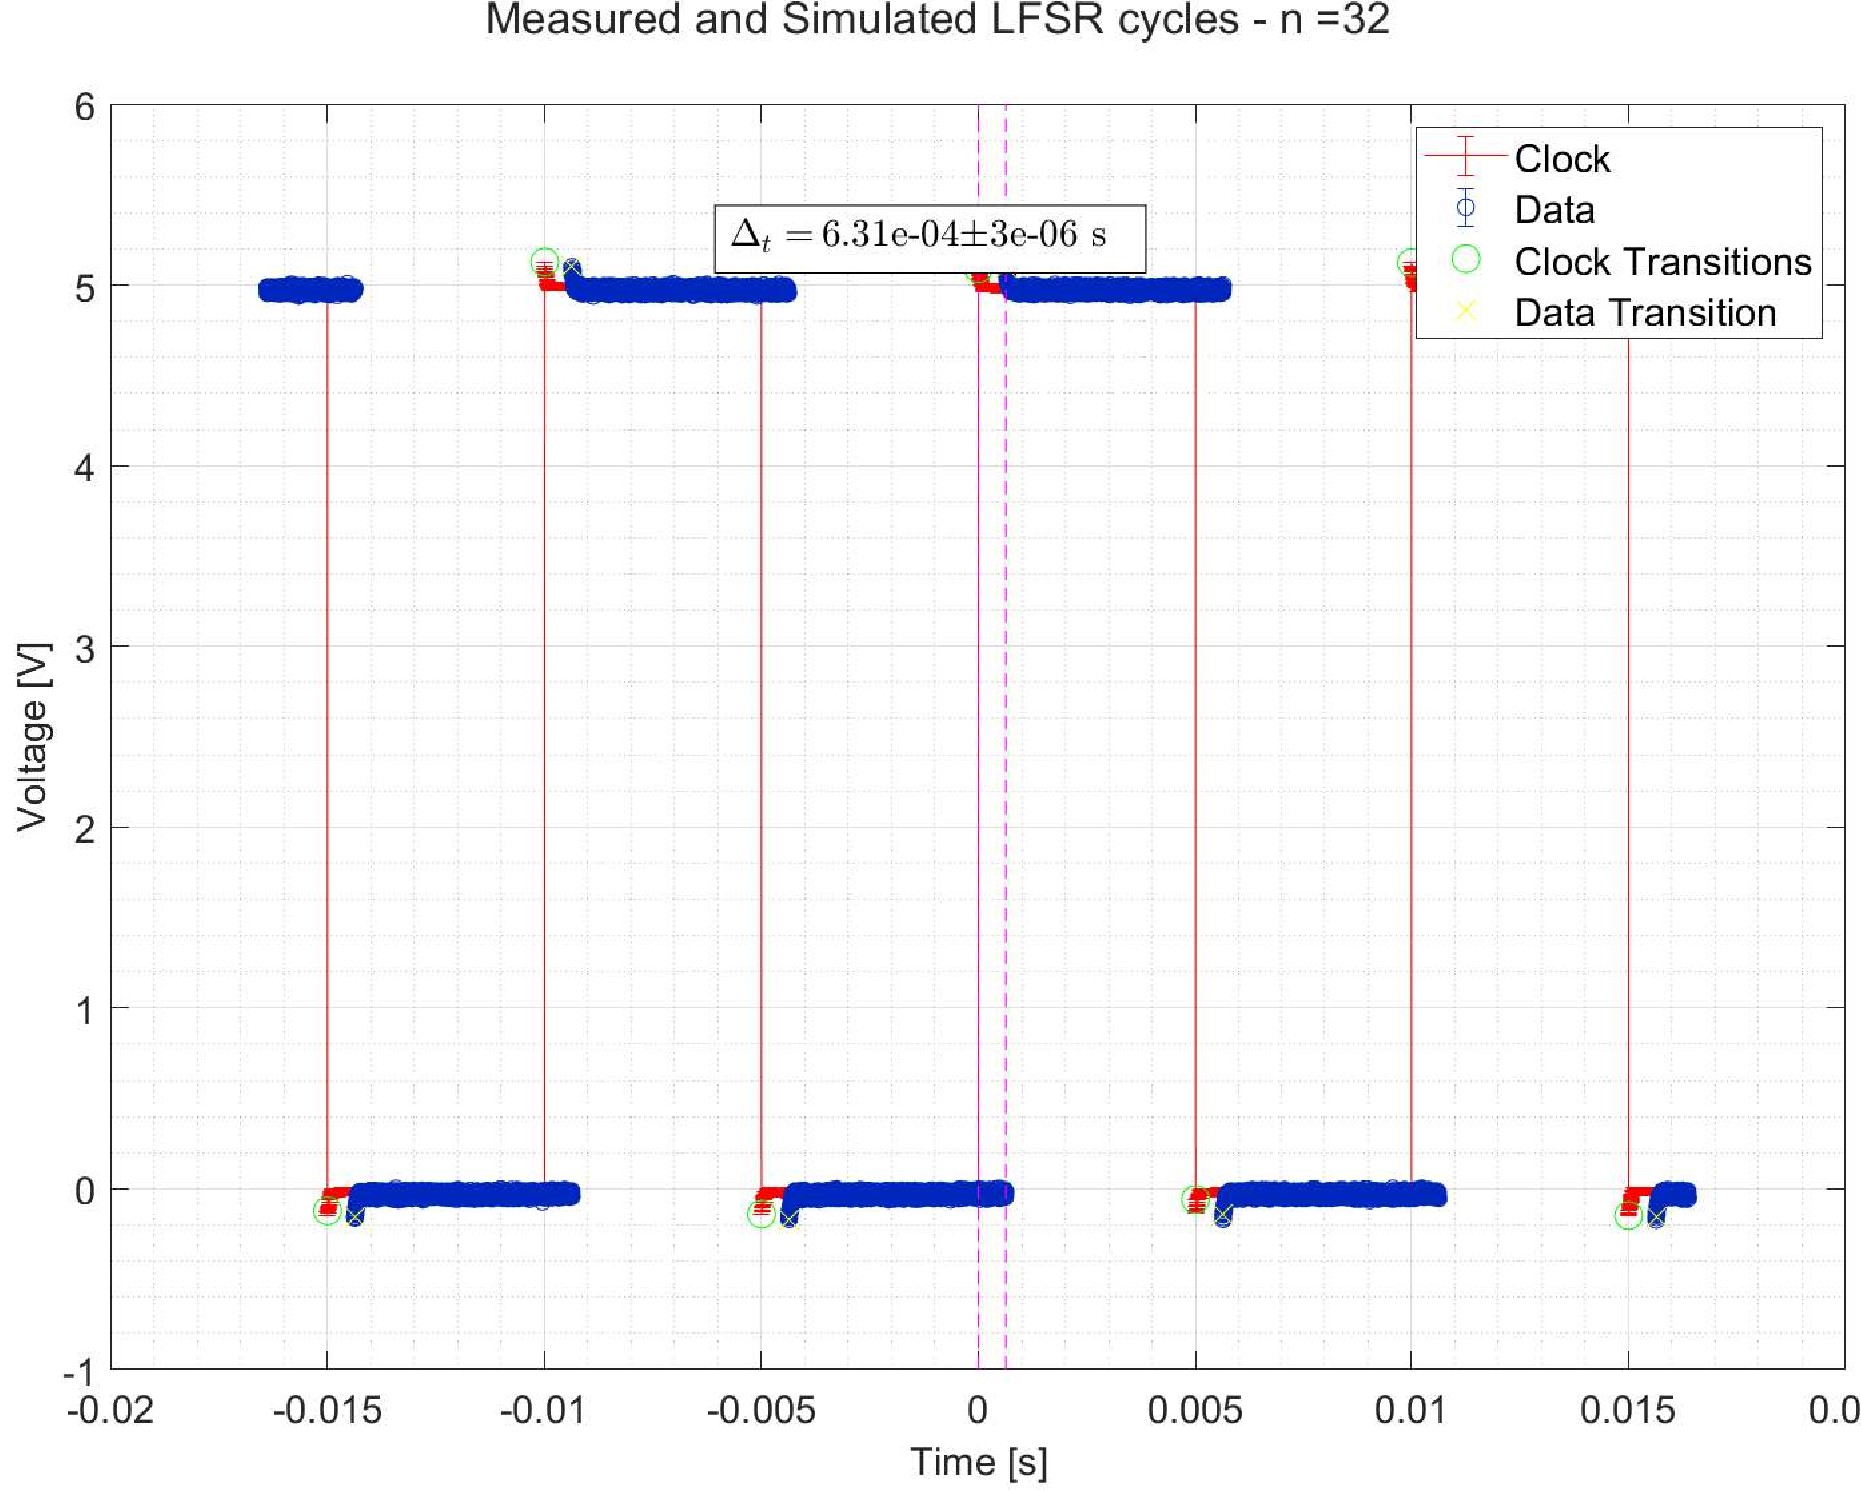 Measured and Simulated LFSR cycles - n =32
6
5
4
3
2
1
0
-1
Voltage [V]
Δt = 6.31e-04±3e-06 s
Clock
Data
Clock Transitions
Data Transition
-0.02 -0.015 -0.01 -0.005 0 0.005 0.01 0.015 0.0
Time [s]